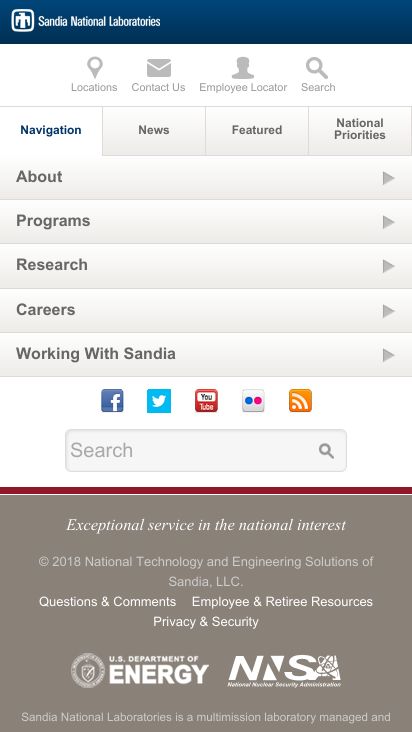 Sandia National Laboratories
Locations Contact Us Employee Locator Search
Navigation News Featured National Priorities
About
Programs
Research
Careers
Working With Sandia
You Tube
Search
Exceptional service in the national interest
© 2018 National Technology and Engineering Solutions of
Sandia, LLC.
Questions & Comments Employee & Retiree Resources
Privacy & Security
U.S. DEPARTMENT OF
ENERGY
NNSA
National Nuclear Security Administration
Sandia National Laboratories is a multimission laboratory managed and